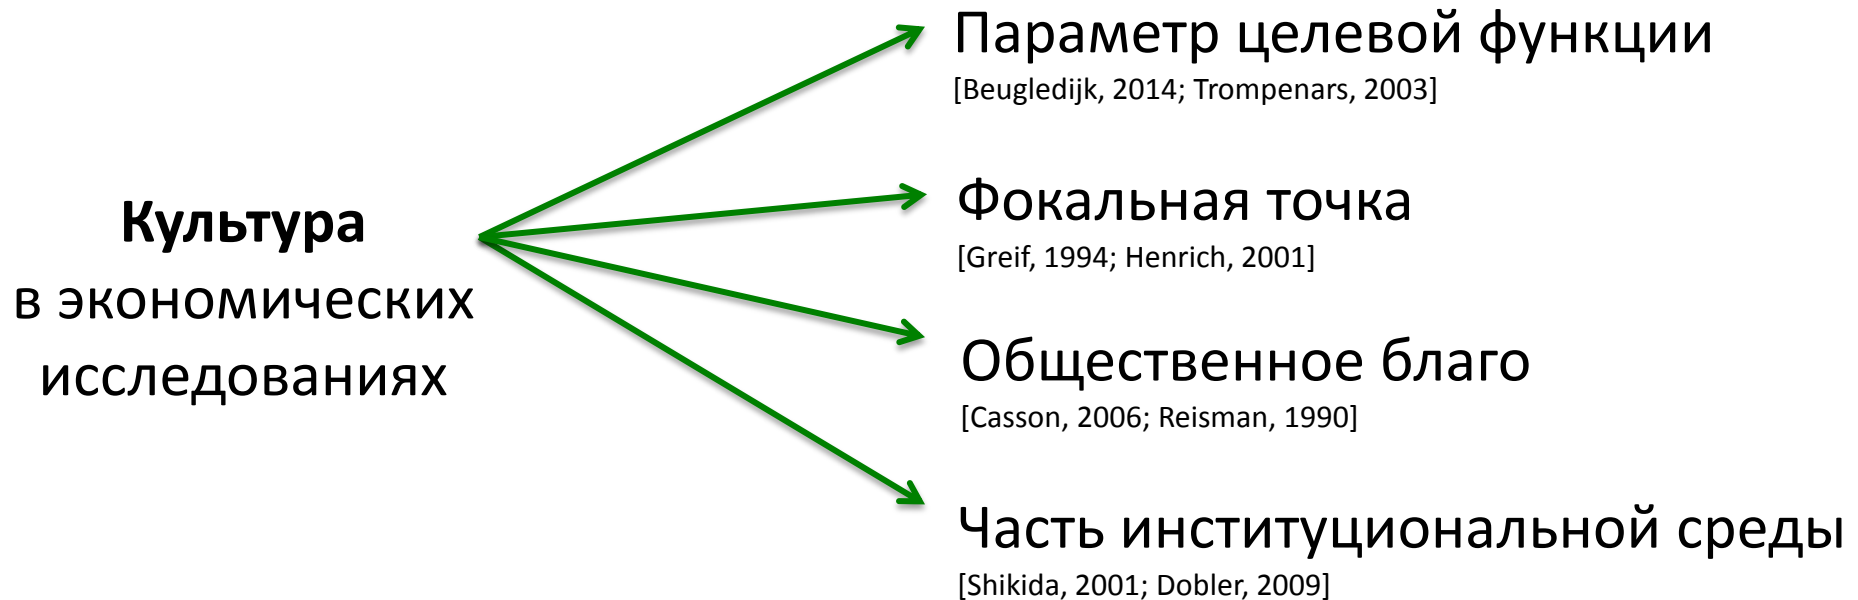 Культура
в экономических
исследованиях
Параметр целевой функции
[Beugledijk, 2014; Trompenars, 2003]
Фокальная точка
[Greif, 1994; Henrich, 2001]
Общественное благо
[Casson, 2006; Reisman, 1990]
Часть институциональной среды
[Shikida, 2001; Dobler, 2009]